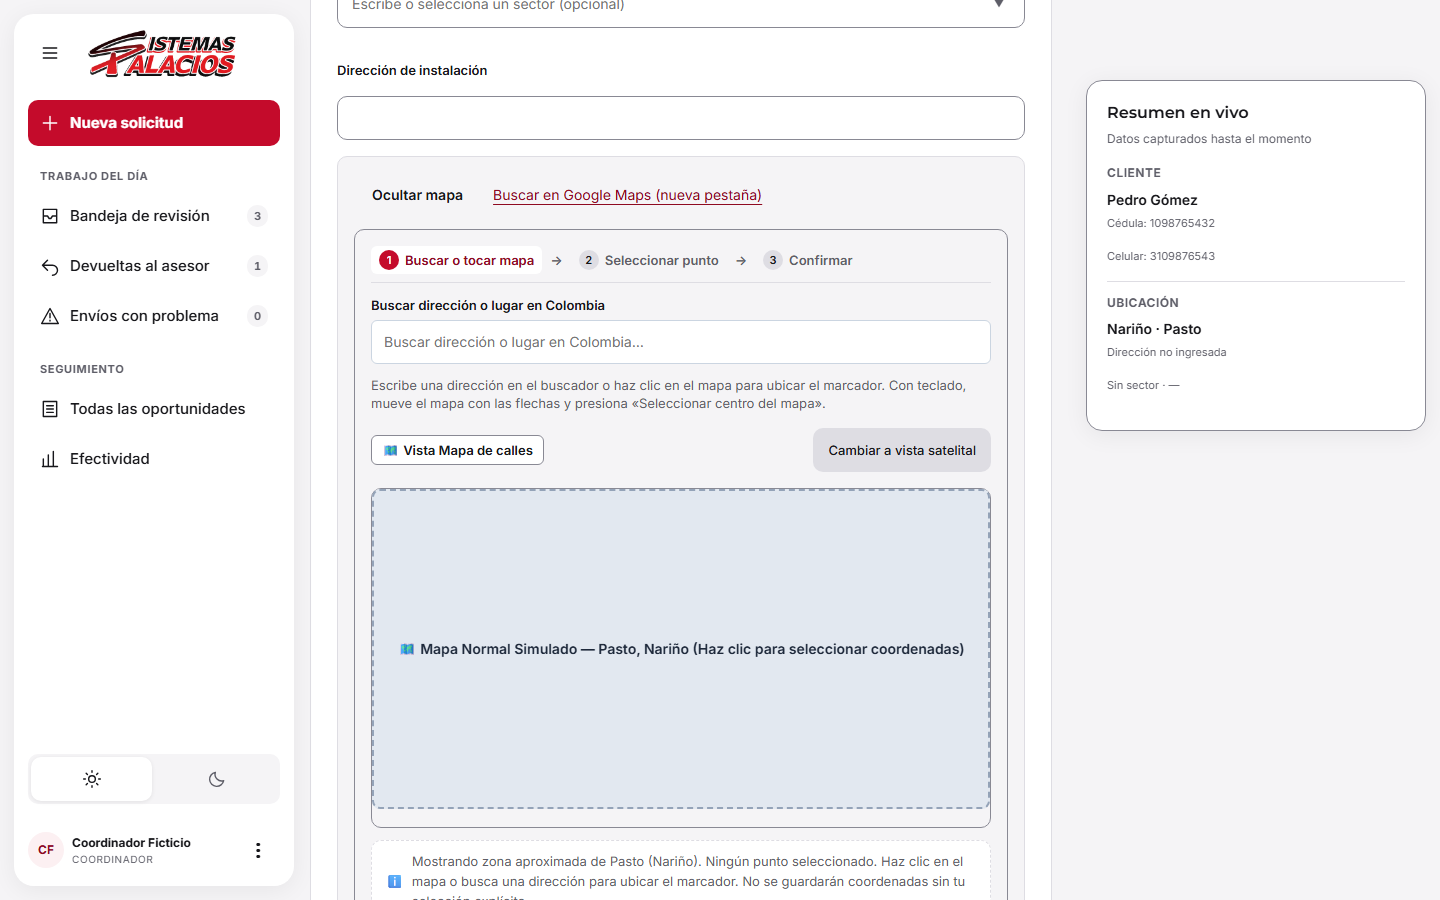 SISTEMAS
PALACIOS
Nueva solicitud
TRABAJO DEL DÍA
Bandeja de revisión 3
Devueltas al asesor 1
Envíos con problema 0
SEGUIMIENTO
Todas las oportunidades
Efectividad
CF
Coordinador Ficticio
COORDINADOR
Escribe o selecciona un sector (opcional)
Dirección de instalación
Ocultar mapa Buscar en Google Maps (nueva pestaña)
1 Buscar o tocar mapa → 2 Seleccionar punto → 3 Confirmar
Buscar dirección o lugar en Colombia
Buscar dirección o lugar en Colombia...
Escribe una dirección en el buscador o haz clic en el mapa para ubicar el marcador. Con teclado,
mueve el mapa con las flechas y presiona «Seleccionar centro del mapa».
Vista Mapa de calles Cambiar a vista satelital
Mapa Normal Simulado — Pasto, Nariño (Haz clic para seleccionar coordenadas)
Mostrando zona aproximada de Pasto (Nariño). Ningún punto seleccionado. Haz clic en el
mapa o busca una dirección para ubicar el marcador. No se guardarán coordenadas sin tu
Resumen en vivo
Datos capturados hasta el momento
CLIENTE
Pedro Gómez
Cédula: 1098765432
Celular: 3109876543
UBICACIÓN
Nariño · Pasto
Dirección no ingresada
Sin sector · —